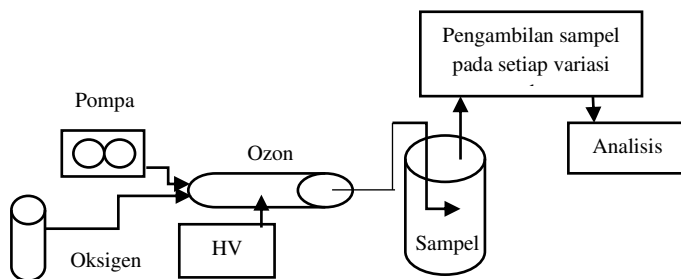 Pengambilan sampel
pada setiap variasi
Pompa
Ozon
Analisis
HV
Oksigen
Sampel